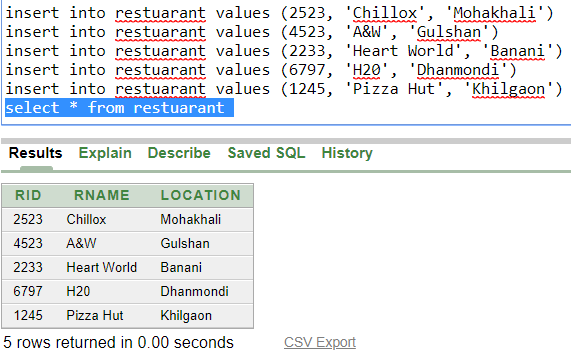 insert into restuarant values (2523, 'Chillox', 'Mohakhali')
insert into restuarant values (4523, 'A&W', 'Gulshan')
insert into restuarant values (2233, 'Heart World', 'Banani')
insert into restuarant values (6797, 'H20', 'Dhanmondi')
insert into restuarant values (1245, 'Pizza Hut', 'Khilgaon')
select * from restuarant
Results Explain Describe Saved SQL History
RID RNAME LOCATION
2523 Chillox Mohakhali
4523 A&W Gulshan
2233 Heart World Banani
6797 H20 Dhanmondi
1245 Pizza Hut Khilgaon
5 rows returned in 0.00 seconds CSV Export